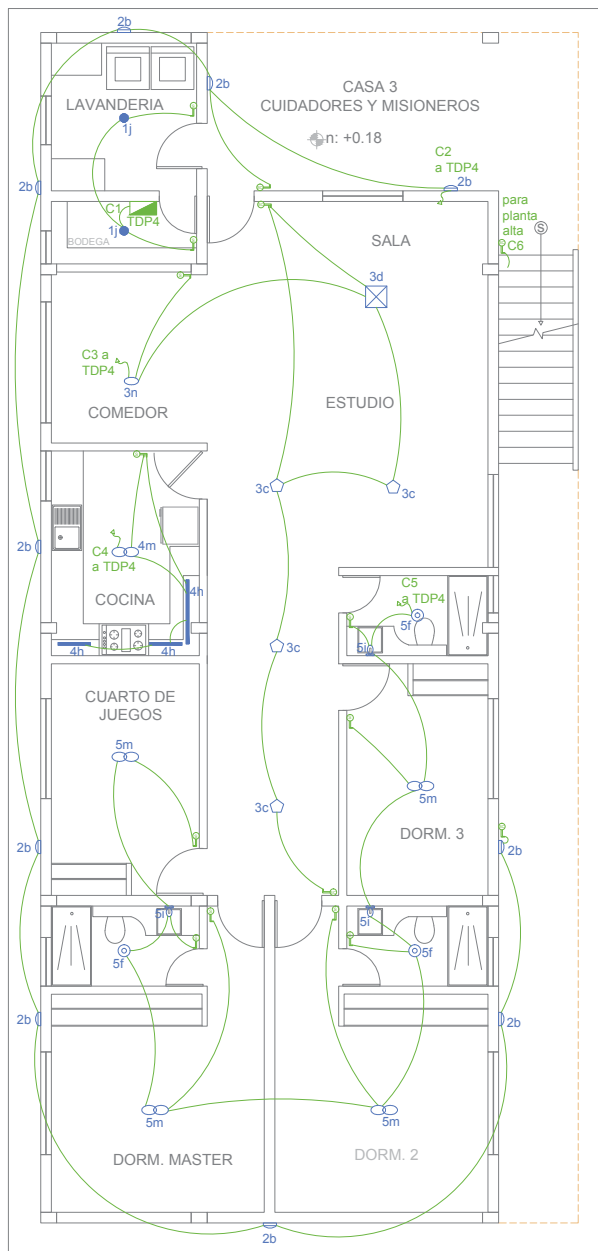 2b
2b
LAVANDERIA
1j
CASA 3
CUIDADORES Y MISIONEROS
n: +0.18
C2
a TDP4
2b
2b
C1
TDP4
1j
BODEGA
para
planta
alta
C6
S
SALA
3d
C3 a
TDP4
3n
COMEDOR
ESTUDIO
3c
3c
2b
C4
a TDP4
4m
COCINA
4h
4h
4h
C5
a TDP4
5f
5i
3c
CUARTO DE
JUEGOS
5m
5m
3c
DORM. 3
2b
2b
5i
5f
5i
5f
2b
2b
5m
5m
DORM. MASTER
DORM. 2
2b